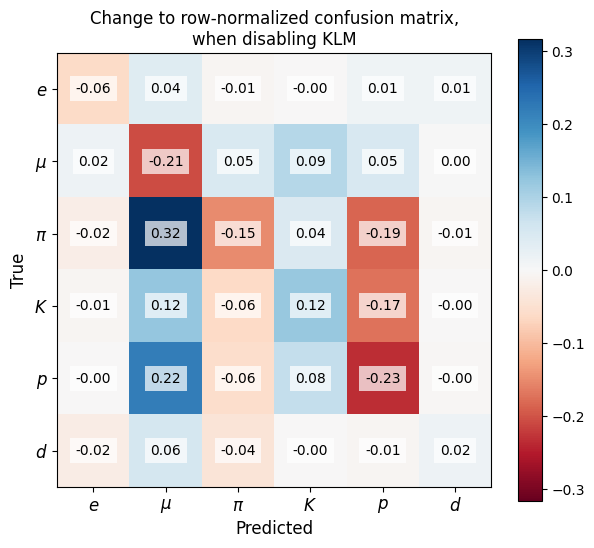 Change to row-normalized confusion matrix,
when disabling KLM
True
e -0.06 0.04 -0.01 -0.00 0.01 0.01
μ 0.02 -0.21 0.05 0.09 0.05 0.00
π -0.02 0.32 -0.15 0.04 -0.19 -0.01
K -0.01 0.12 -0.06 0.12 -0.17 -0.00
p -0.00 0.22 -0.06 0.08 -0.23 -0.00
d -0.02 0.06 -0.04 -0.00 -0.01 0.02
e μ π K p d
Predicted
0.3
0.2
0.1
0.0
−0.1
−0.2
−0.3